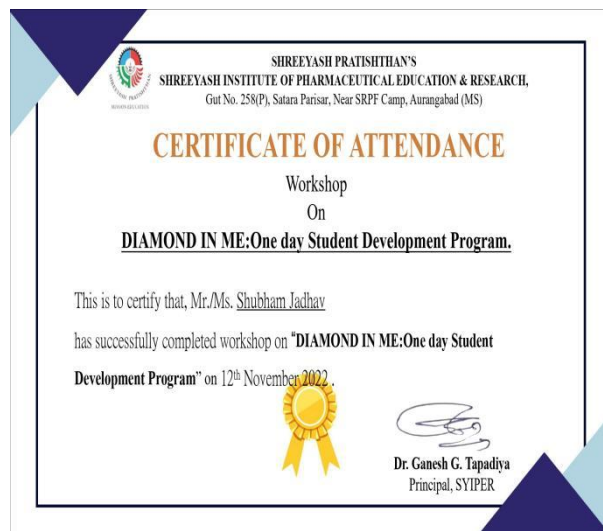 SHREEYASH PRATISHTHAN'S
SHREEYASH INSTITUTE OF PHARMACEUTICAL EDUCATION & RESEARCH,
Gut No. 258(P), Satara Parisar, Near SRPF Camp, Aurangabad (MS)
SHREEYASH PRATISHTHAN
CERTIFICATE OF ATTENDANCE
Workshop
On
DIAMOND IN ME:One day Student Development Program.
This is to certify that, Mr./Ms. Shubham Jadhav
has successfully completed workshop on "DIAMOND IN ME:One day Student
Development Program" on 12th November 2022 .
Dr. Ganesh G. Tapadiya
Principal, SYIPER